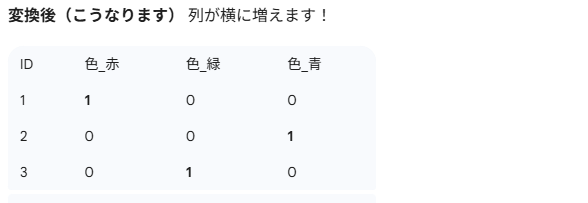 変換後（こうなります） 列が横に増えます！
ID 色_赤 色_緑 色_青
1 1 0 0
2 0 0 1
3 0 1 0